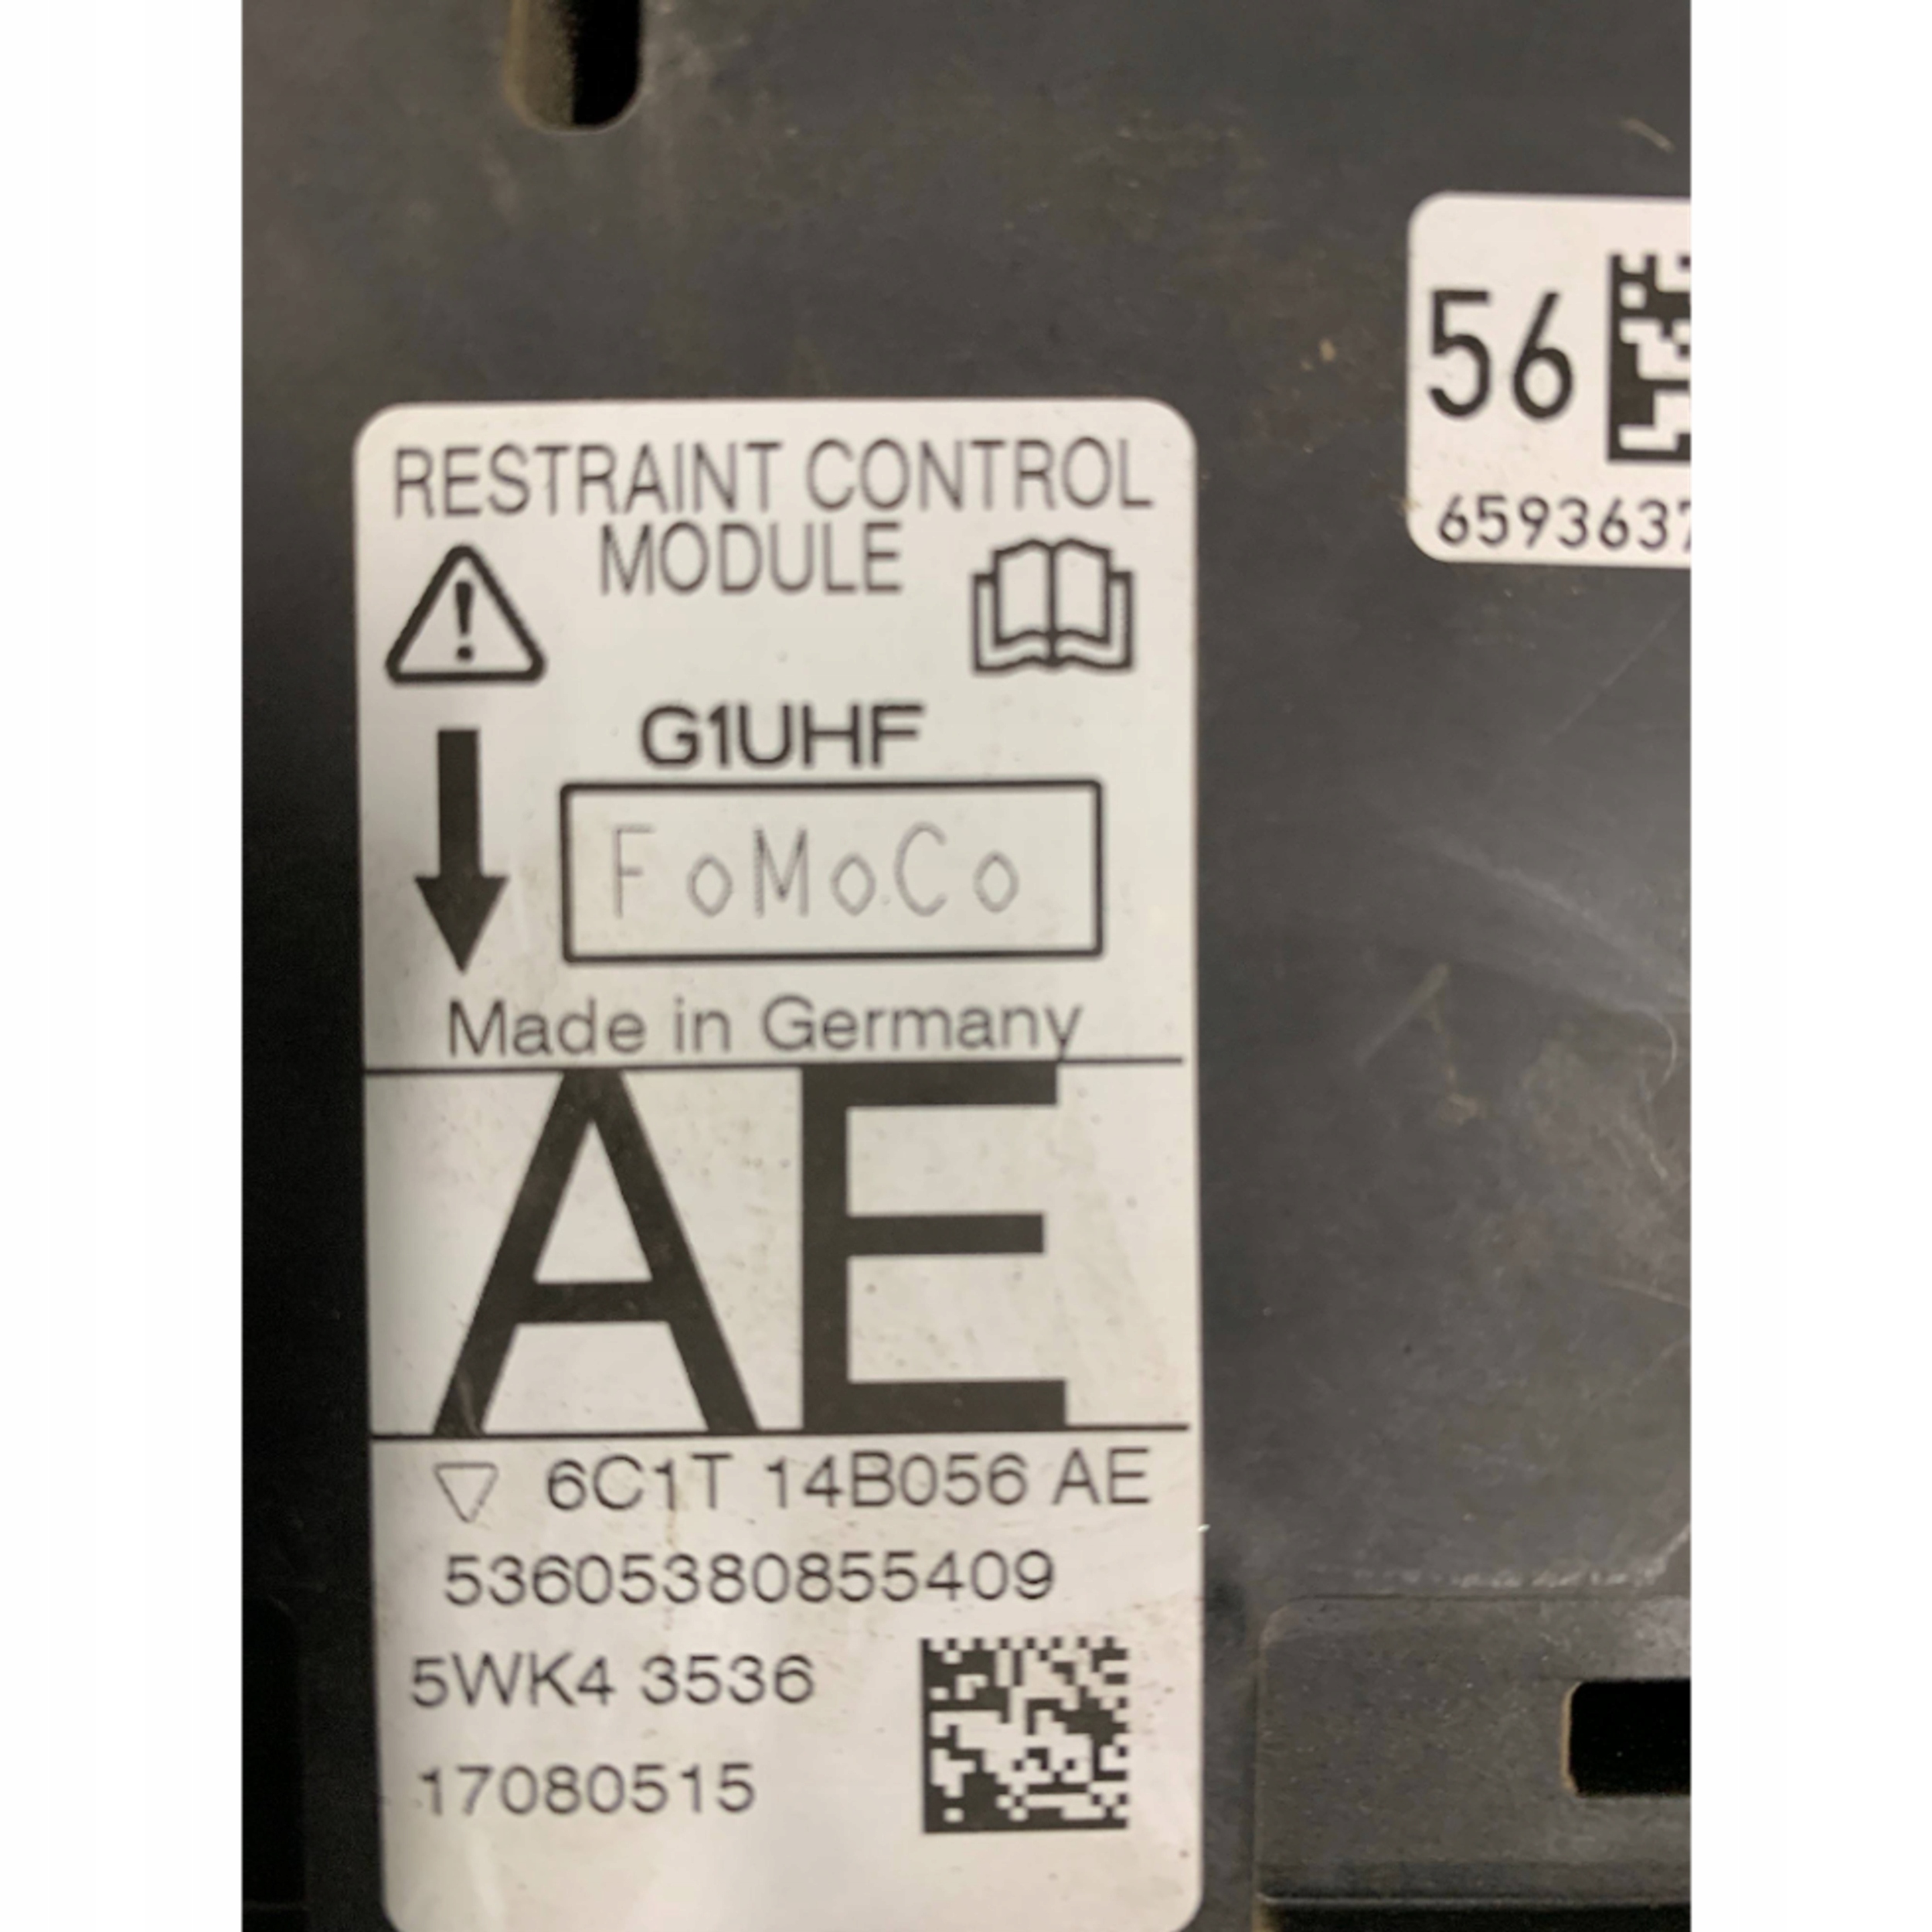 56
6593637
RESTRAINT CONTROL
MODULE
G1UHF
FoMoCo
Made in Germany
AE
6C1T 14B056 AE
53605380855409
5WK4 3536
17080515